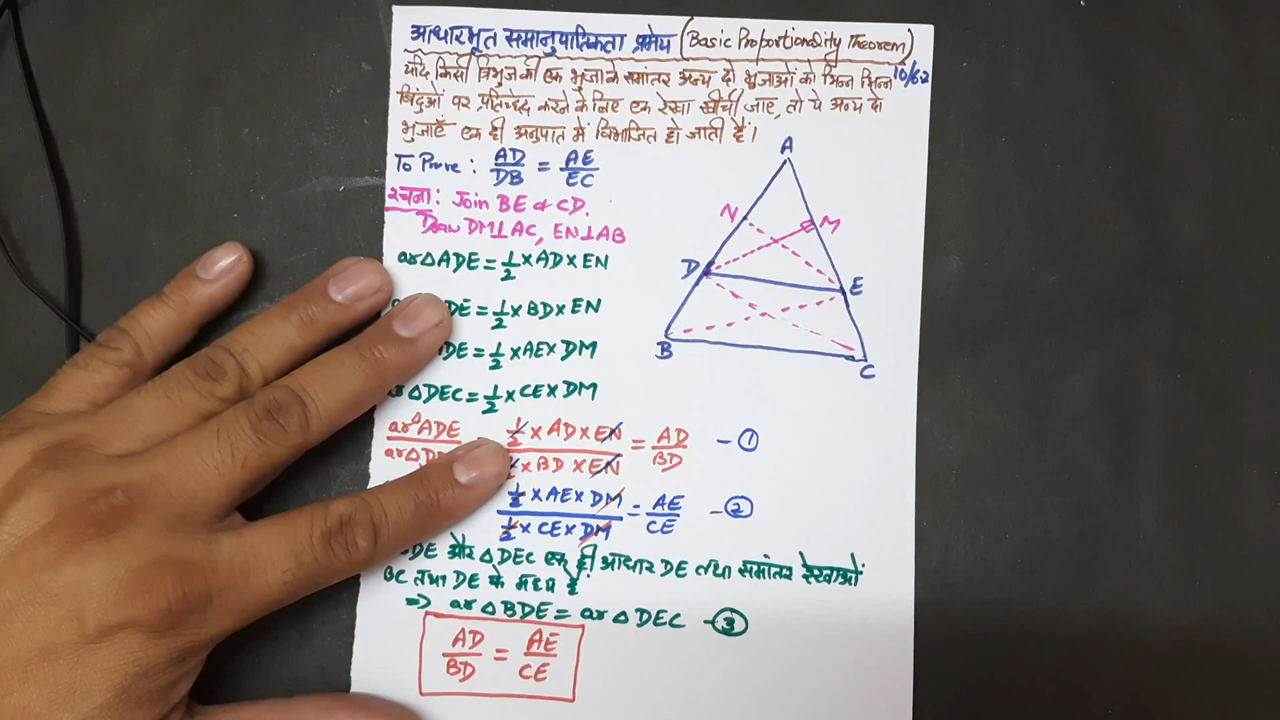 आधारभूत समानुपातिकता प्रमेय (Basic Proportionality Theorem)
यदि किसी त्रिभुज की एक भुजा के समांतर अन्य दो भुजाओं को भिन्न भिन्न 10/6.2
बिंदुओं पर प्रतिच्छेद करने के लिए एक रेखा खींची जाए, तो ये अन्य दो
भुजाएँ एक ही अनुपात में विभाजित हो जाती हैं।
To Prove: AD/DB = AE/EC
रचना: Join BE & CD.
Draw DM⊥AC, EN⊥AB
ar△ADE = 1/2 × AD × EN
DE = 1/2 × BD × EN
DE = 1/2 × AE × DM
△DEC = 1/2 × CE × DM
ar△ADE/ar△ 1/2 × AD × EN/ × BD × EN = AD/BD - ①
1/2 × AE × DM/1/2 × CE × DM = AE/CE - ②
DE और △DEC एक ही आधार DE तथा समांतर रेखाओं
BC तथा DE के मध्य हैं
⇒ ar△BDE = ar△DEC - ③
AD/BD = AE/CE
A
N
M
D
E
B
C